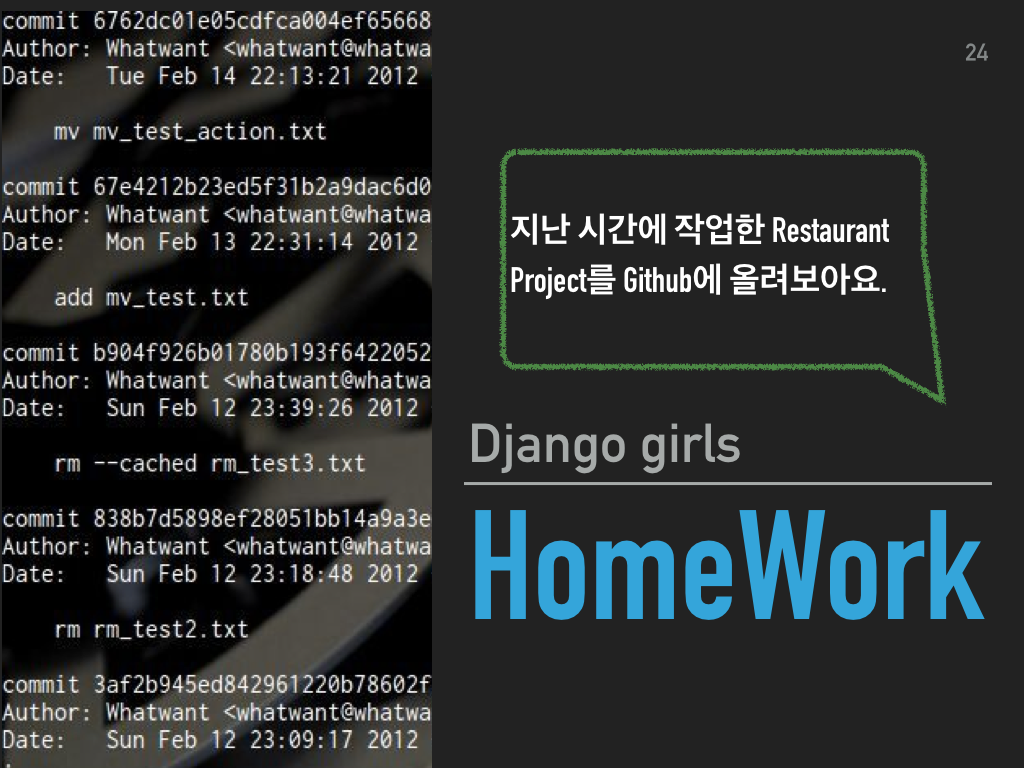 commit 6762dc01e05cdfca004ef65668
Author: Whatwant <whatwant@whatwa
Date:   Tue Feb 14 22:13:21 2012
mv mv_test_action.txt
commit 67e4212b23ed5f31b2a9dac6d0
Author: Whatwant <whatwant@whatwa
Date:   Mon Feb 13 22:31:14 2012
add mv_test.txt
commit b904f926b01780b193f6422052
Author: Whatwant <whatwant@whatwa
Date:   Sun Feb 12 23:39:26 2012
rm --cached rm_test3.txt
commit 838b7d5898ef28051bb14a9a3e
Author: Whatwant <whatwant@whatwa
Date:   Sun Feb 12 23:18:48 2012
rm rm_test2.txt
commit 3af2b945ed842961220b78602f
Author: Whatwant <whatwant@whatwa
Date:   Sun Feb 12 23:09:17 2012
24
지난 시간에 작업한 Restaurant
Project를 Github에 올려보아요.
Django girls
HomeWork